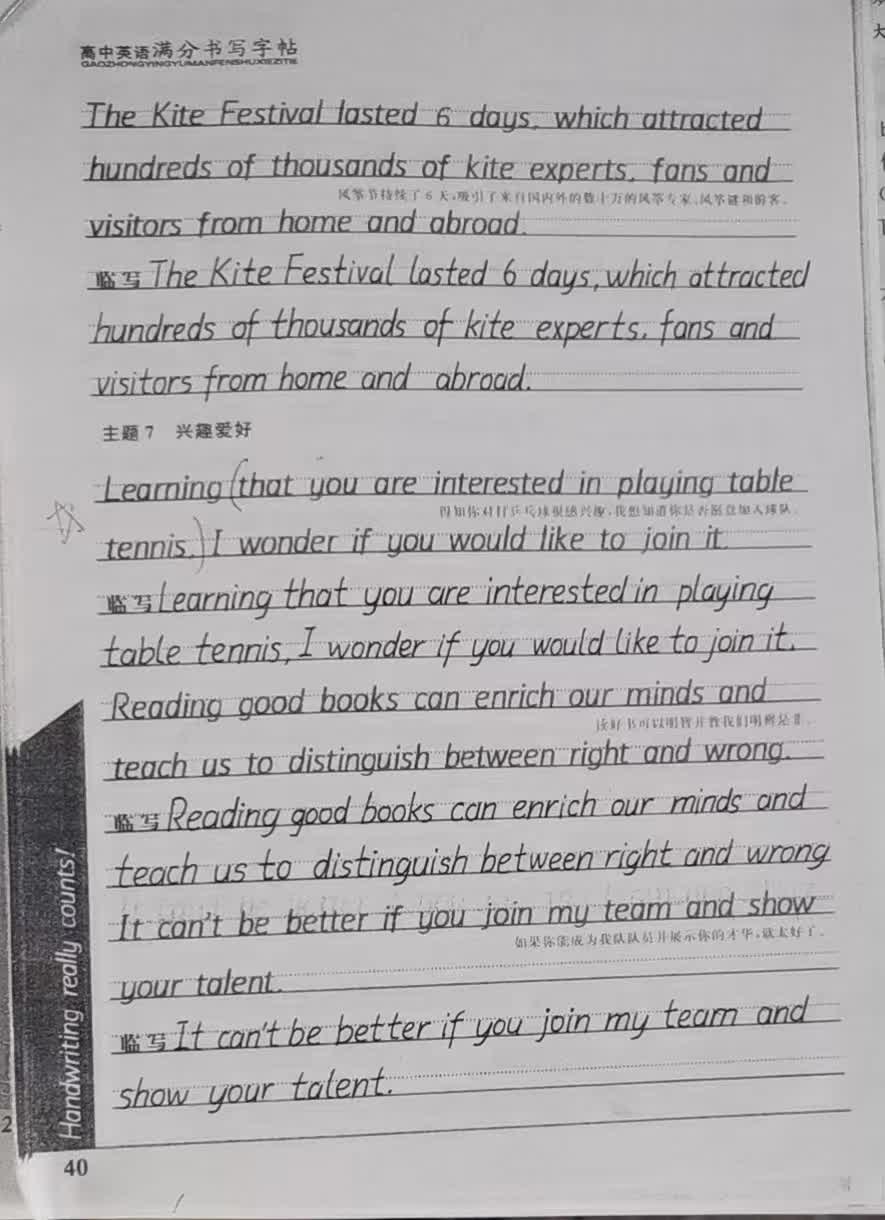 高中英语满分书写字帖
GAOZHONGYINGYUMANFENSHUXIEZITIE
The Kite Festival lasted 6 days, which attracted
hundreds of thousands of kite experts, fans and
风筝节持续了6天,吸引了来自国内外的数十万的风筝专家、风筝谜和游客。
visitors from home and abroad.
临写 The Kite Festival lasted 6 days, which attracted
hundreds of thousands of kite experts, fans and
visitors from home and abroad.
主题7 兴趣爱好
Learning (that you are interested in playing table
得知你对打乒乓球很感兴趣,我想知道你是否愿意加入球队。
tennis,) I wonder if you would like to join it.
临写 Learning that you are interested in playing
table tennis, I wonder if you would like to join it.
Reading good books can enrich our minds and
读好书可以明智并教我们明辨是非。
teach us to distinguish between right and wrong.
临写 Reading good books can enrich our minds and
teach us to distinguish between right and wrong
It can't be better if you join my team and show
如果你能成为我队队员并展示你的才华,就太好了。
your talent.
临写 It can't be better if you join my team and
show your talent.
Handwriting really counts!
40